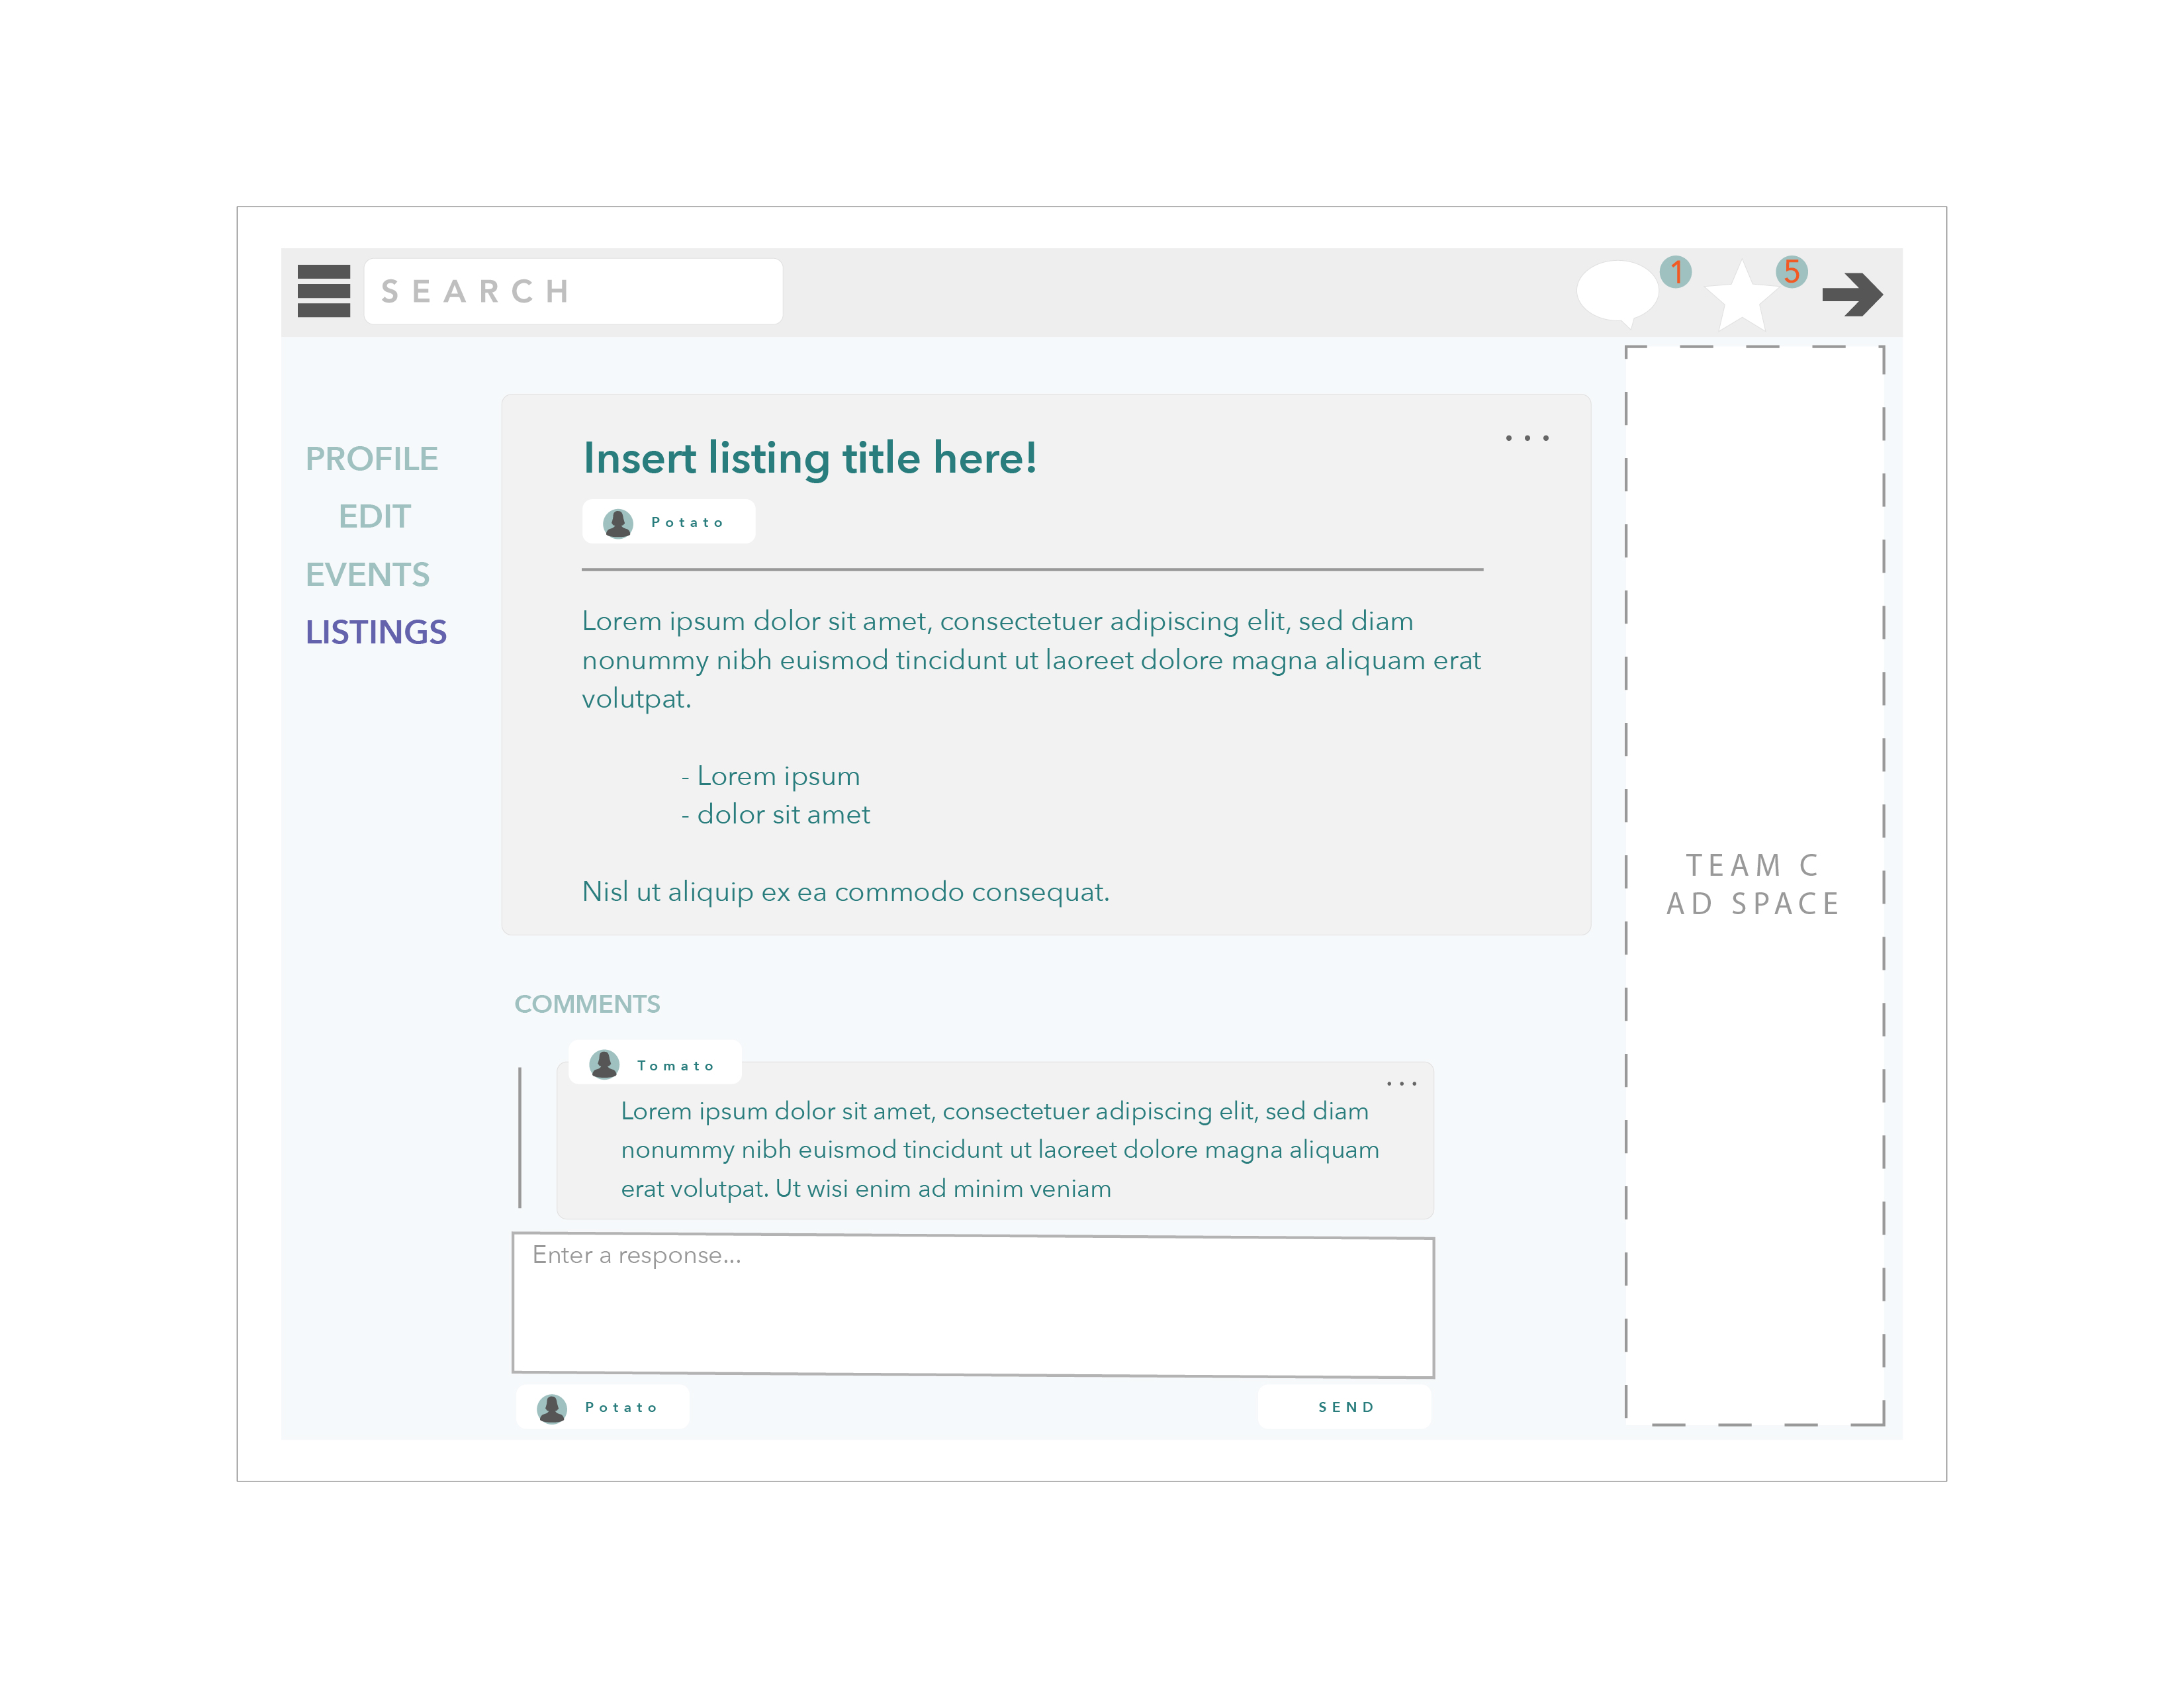 SEARCH
1
5
PROFILE
EDIT
EVENTS
LISTINGS
Insert listing title here!
...
Potato
Lorem ipsum dolor sit amet, consectetuer adipiscing elit, sed diam
nonummy nibh euismod tincidunt ut laoreet dolore magna aliquam erat
volutpat.
- Lorem ipsum
- dolor sit amet
Nisl ut aliquip ex ea commodo consequat.
TEAM C
AD SPACE
COMMENTS
Tomato
...
Lorem ipsum dolor sit amet, consectetuer adipiscing elit, sed diam
nonummy nibh euismod tincidunt ut laoreet dolore magna aliquam
erat volutpat. Ut wisi enim ad minim veniam
Enter a response...
Potato
SEND